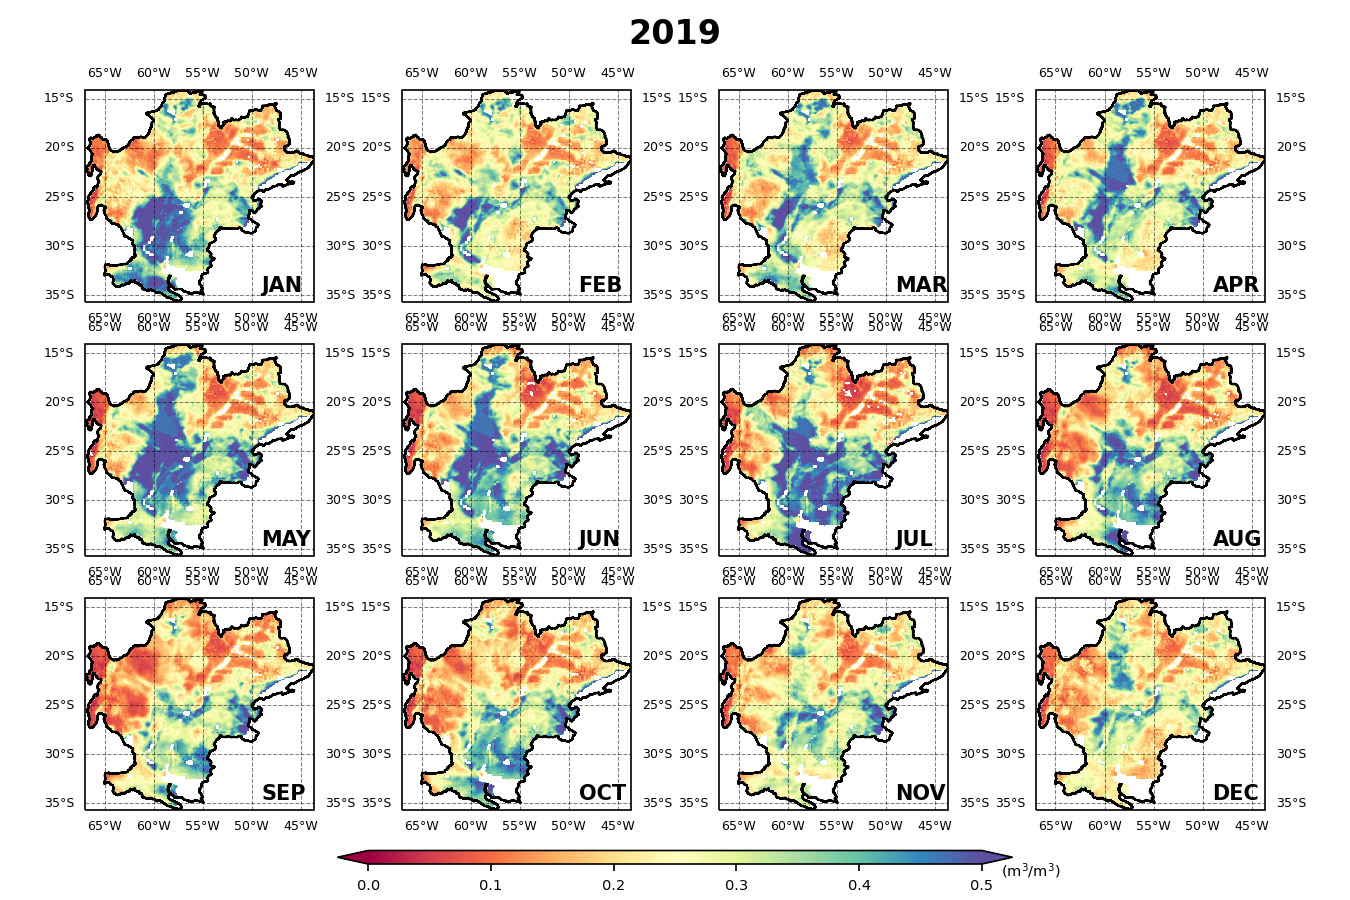 2019
65°W 60°W 55°W 50°W 45°W 65°W 60°W 55°W 50°W 45°W 65°W 60°W 55°W 50°W 45°W 65°W 60°W 55°W 50°W 45°W
15°S 15°S 15°S 15°S 15°S 15°S 15°S 15°S
20°S 20°S 20°S 20°S 20°S 20°S 20°S 20°S
25°S 25°S 25°S 25°S 25°S 25°S 25°S 25°S
30°S 30°S 30°S 30°S 30°S 30°S 30°S 30°S
JAN FEB MAR APR
35°S 35°S 35°S 35°S 35°S 35°S 35°S 35°S
65°W 60°W 55°W 50°W 45°W 65°W 60°W 55°W 50°W 45°W 65°W 60°W 55°W 50°W 45°W 65°W 60°W 55°W 50°W 45°W
65°W 60°W 55°W 50°W 45°W 65°W 60°W 55°W 50°W 45°W 65°W 60°W 55°W 50°W 45°W 65°W 60°W 55°W 50°W 45°W
15°S 15°S 15°S 15°S 15°S 15°S 15°S 15°S
20°S 20°S 20°S 20°S 20°S 20°S 20°S 20°S
25°S 25°S 25°S 25°S 25°S 25°S 25°S 25°S
30°S 30°S 30°S 30°S 30°S 30°S 30°S 30°S
MAY JUN JUL AUG
35°S 35°S 35°S 35°S 35°S 35°S 35°S 35°S
65°W 60°W 55°W 50°W 45°W 65°W 60°W 55°W 50°W 45°W 65°W 60°W 55°W 50°W 45°W 65°W 60°W 55°W 50°W 45°W
65°W 60°W 55°W 50°W 45°W 65°W 60°W 55°W 50°W 45°W 65°W 60°W 55°W 50°W 45°W 65°W 60°W 55°W 50°W 45°W
15°S 15°S 15°S 15°S 15°S 15°S 15°S 15°S
20°S 20°S 20°S 20°S 20°S 20°S 20°S 20°S
25°S 25°S 25°S 25°S 25°S 25°S 25°S 25°S
30°S 30°S 30°S 30°S 30°S 30°S 30°S 30°S
SEP OCT NOV DEC
35°S 35°S 35°S 35°S 35°S 35°S 35°S 35°S
65°W 60°W 55°W 50°W 45°W 65°W 60°W 55°W 50°W 45°W 65°W 60°W 55°W 50°W 45°W 65°W 60°W 55°W 50°W 45°W
(m³/m³)
0.0 0.1 0.2 0.3 0.4 0.5